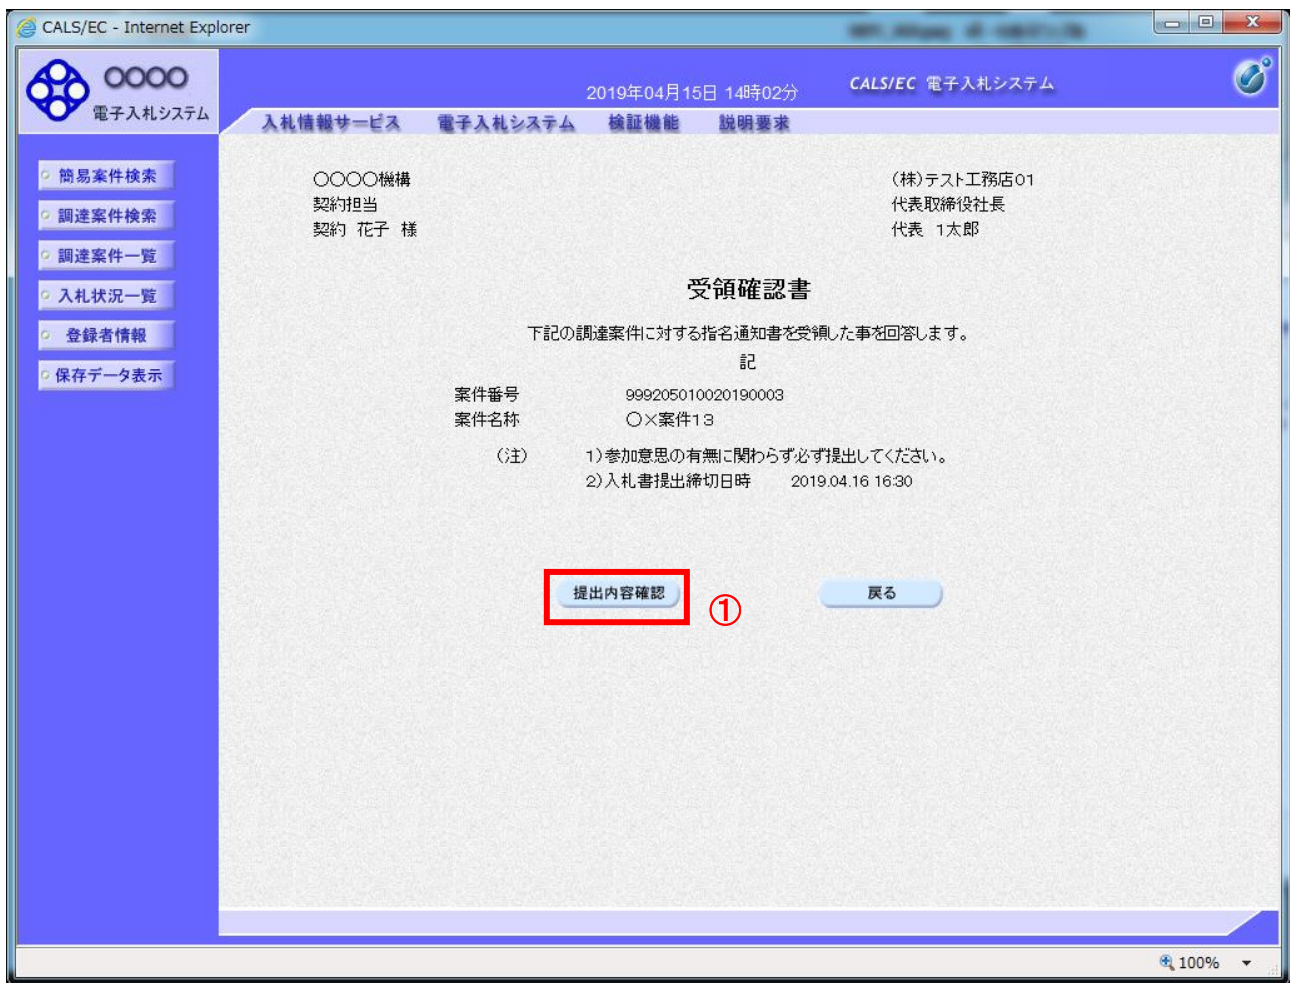 CALS/EC - Internet Explorer
〇〇〇〇
電子入札システム
2019年04月15日 14時02分
CALS/EC 電子入札システム
入札情報サービス 電子入札システム 検証機能 説明要求
簡易案件検索
調達案件検索
調達案件一覧
入札状況一覧
登録者情報
保存データ表示
〇〇〇〇機構
契約担当
契約 花子 様
(株)テスト工務店01
代表取締役社長
代表 1太郎
受領確認書
下記の調達案件に対する指名通知書を受領した事を回答します。
記
案件番号 999205010020190003
案件名称 〇×案件13
(注) 1)参加意思の有無に関わらず必ず提出してください。
2)入札書提出締切日時 2019.04.16 16:30
提出内容確認
①
戻る
100%